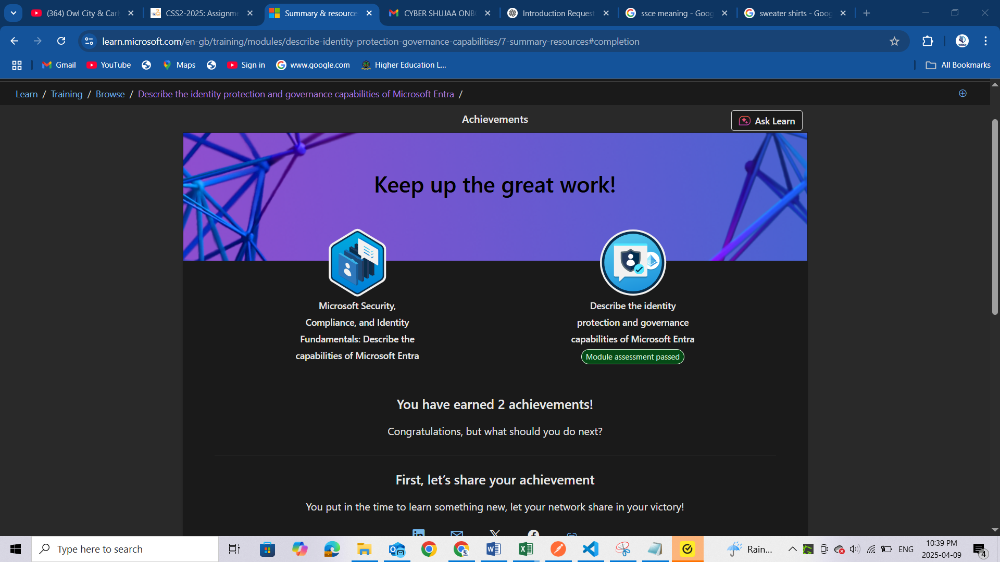 (364) Owl City & Carl
CSS2-2025: Assignme
Summary & resource
CYBER SHUJAA ONBO
Introduction Request
ssce meaning - Goog
sweater shirts - Goog
learn.microsoft.com/en-gb/training/modules/describe-identity-protection-governance-capabilities/7-summary-resources#completion
Gmail
YouTube
Maps
Sign in
www.google.com
Higher Education L...
All Bookmarks
Learn / Training / Browse / Describe the identity protection and governance capabilities of Microsoft Entra /
Achievements
Ask Learn
Keep up the great work!
Microsoft Security,
Compliance, and Identity
Fundamentals: Describe the
capabilities of Microsoft Entra
Describe the identity
protection and governance
capabilities of Microsoft Entra
Module assessment passed
You have earned 2 achievements!
Congratulations, but what should you do next?
First, let’s share your achievement
You put in the time to learn something new, let your network share in your victory!
Type here to search
Rain...
ENG
10:39 PM
2025-04-09
4